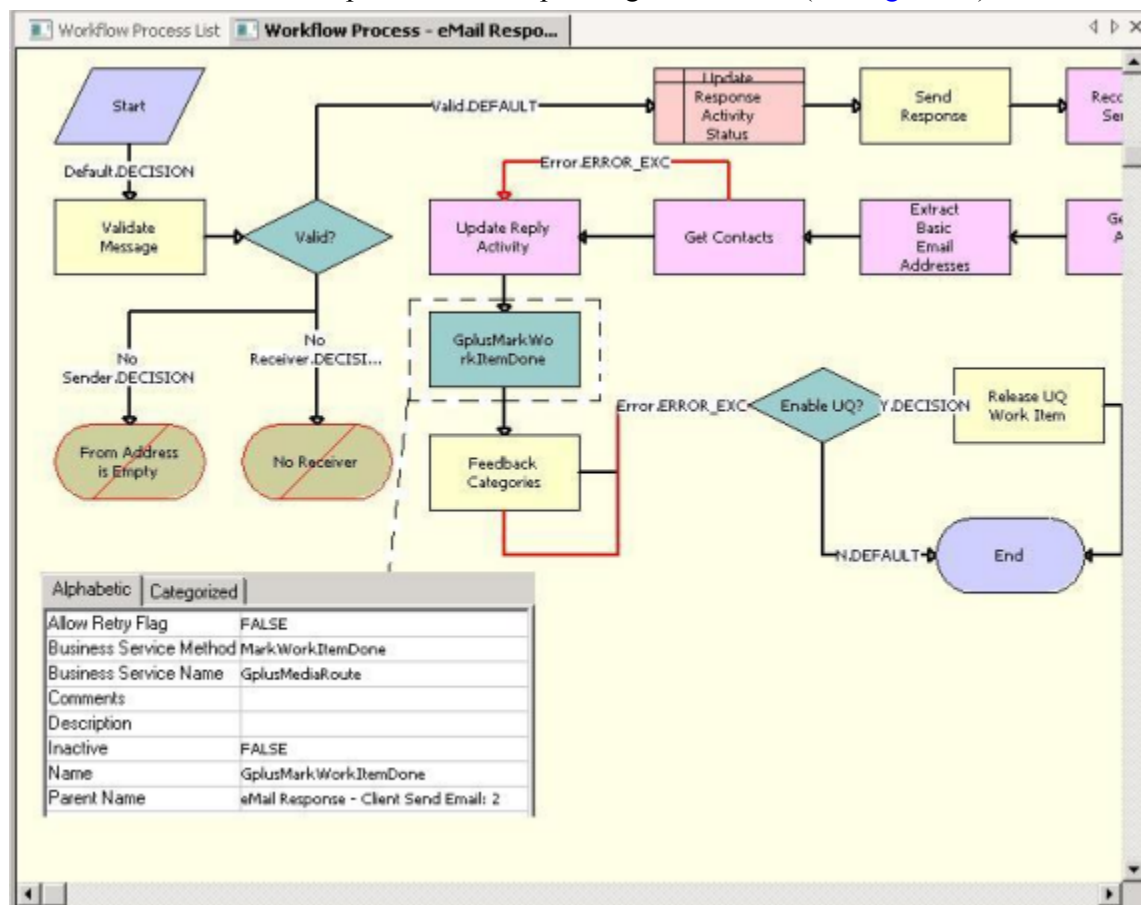 Workflow Process List Workflow Process - eMail Respo...
Start
Default.DECISION
Validate
Message
Valid?
Valid.DEFAULT
Update
Response
Activity
Status
Send
Response
Error.ERROR_EXC
Update Reply
Activity
Get Contacts
Extract
Basic
Email
Addresses
No
Sender.DECISION
No
Receiver.DECISI...
From Address
is Empty
No Receiver
GplusMarkWo
rkItemDone
Feedback
Categories
Error.ERROR_EXC
Enable UQ?
Y.DECISION
Release UQ
Work Item
N.DEFAULT
End
Alphabetic Categorized
Allow Retry Flag FALSE
Business Service Method MarkWorkItemDone
Business Service Name GplusMediaRoute
Comments
Description
Inactive FALSE
Name GplusMarkWorkItemDone
Parent Name eMail Response - Client Send Email: 2